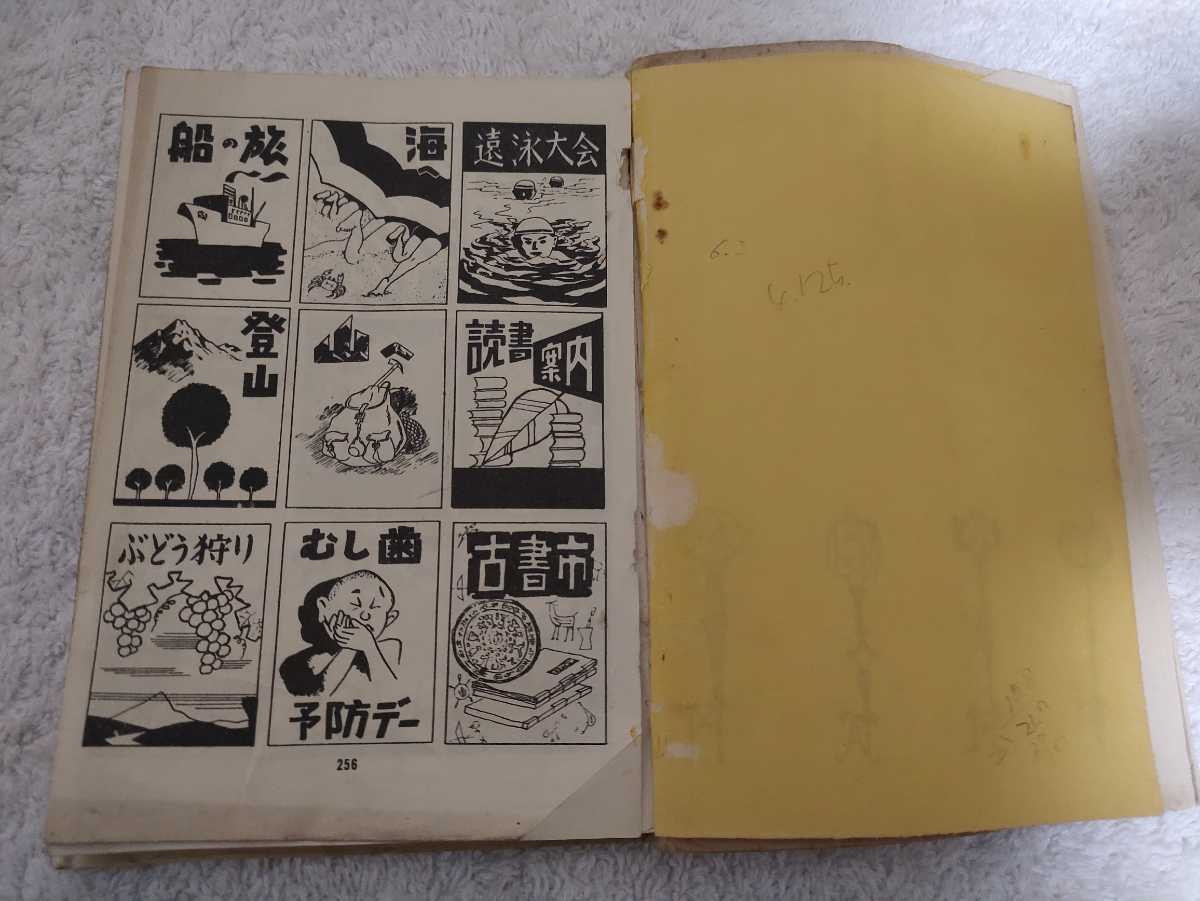 船の旅
海へ
遠泳大会
登山
山
読書案内
ぶどう狩り
むし歯
予防デー
古書市
256